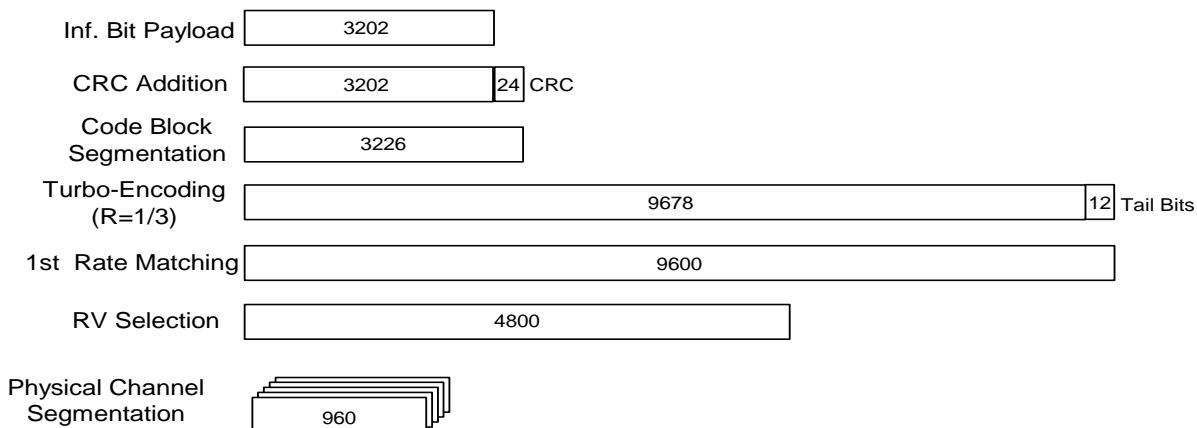 Inf. Bit Payload 3202
CRC Addition 3202 24 CRC
Code Block
Segmentation 3226
Turbo-Encoding
(R=1/3) 9678 12 Tail Bits
1st Rate Matching 9600
RV Selection 4800
Physical Channel
Segmentation 960